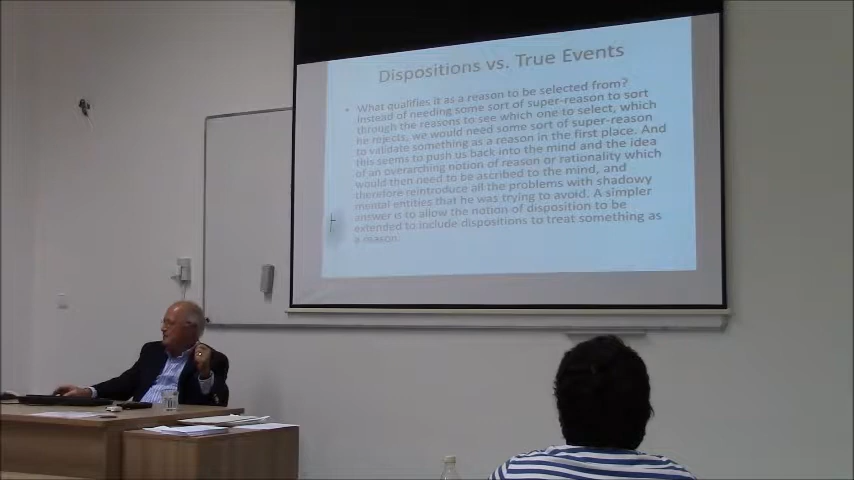 Dispositions vs. True Events
• What qualifies it as a reason to be selected from?
Instead of needing some sort of super-reason to sort
through the reasons to see which one to select, which
he rejects, we would need some sort of super-reason
to validate something as a reason in the first place. And
this seems to push us back into the mind and the idea
of an overarching notion of reason or rationality which
would then need to be ascribed to the mind, and
therefore reintroduce all the problems with shadowy
mental entities that he was trying to avoid. A simpler
answer is to allow the notion of disposition to be
extended to include dispositions to treat something as
a reason.